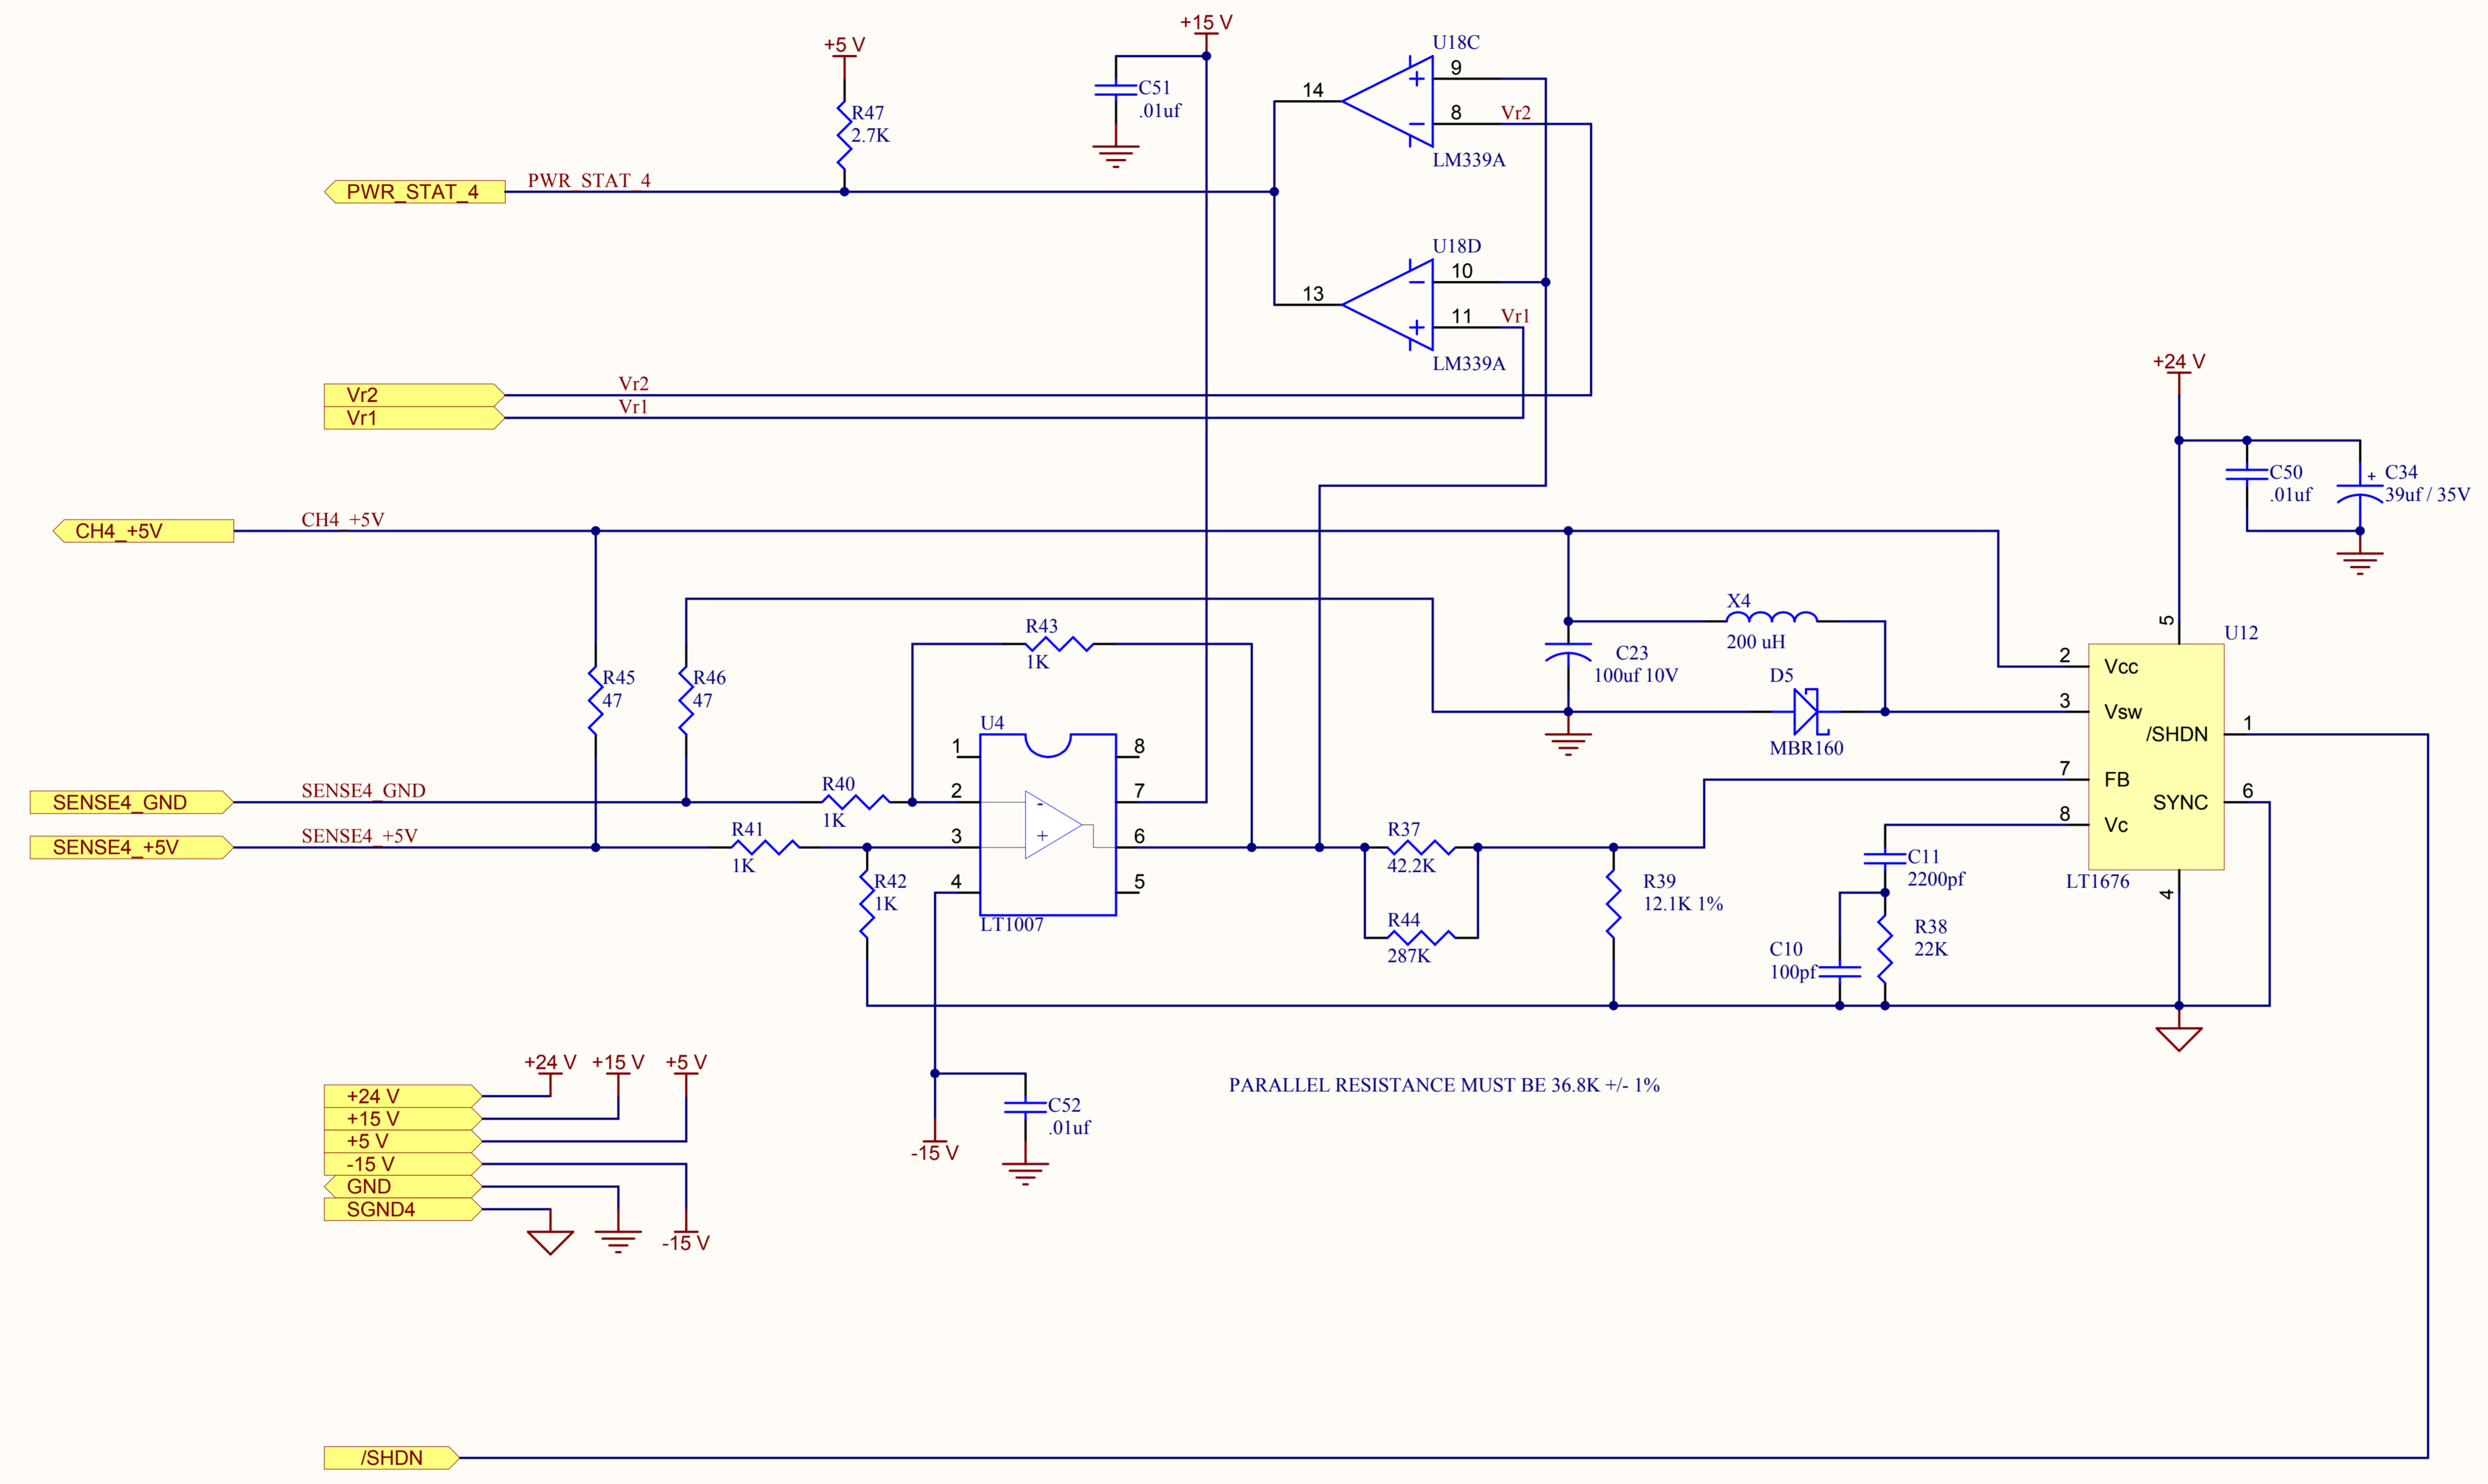 +15 V
+5 V
U18C
9
14
C51
.01uf
R47
2.7K
8
Vr2
LM339A
PWR_STAT_4
PWR_STAT_4
U18D
10
13
11
Vr1
LM339A
+24 V
Vr2
Vr2
Vr1
Vr1
C50
.01uf
+
C34
39uf / 35V
CH4_+5V
CH4_+5V
X4
200 uH
5
U12
R43
1K
C23
100uf 10V
2
Vcc
R45
47
R46
47
D5
MBR160
3
Vsw
/SHDN
1
U4
1
8
7
FB
SENSE4_GND
SENSE4_GND
R40
1K
2
-
7
SYNC
6
SENSE4_+5V
SENSE4_+5V
R41
1K
3
+
6
R37
42.2K
8
Vc
C11
2200pf
LT1676
4
R42
1K
4
5
R39
12.1K 1%
LT1007
R44
287K
R38
22K
C10
100pf
+24 V
+15 V
+5 V
PARALLEL RESISTANCE MUST BE 36.8K +/- 1%
+24 V
+15 V
+5 V
-15 V
GND
SGND4
C52
.01uf
-15 V
-15 V
/SHDN